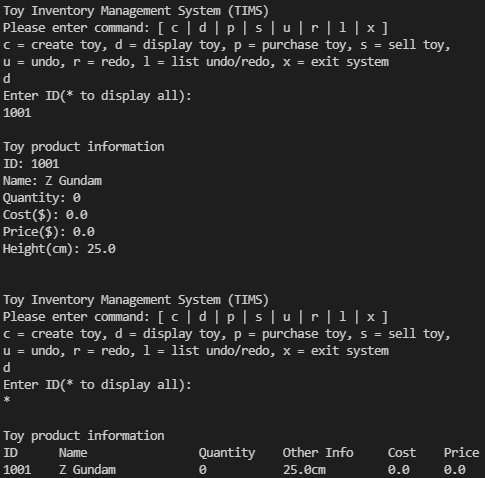 Toy Inventory Management System (TIMS)
Please enter command: [ c | d | p | s | u | r | l | x ]
c = create toy, d = display toy, p = purchase toy, s = sell toy,
u = undo, r = redo, l = list undo/redo, x = exit system
d
Enter ID(* to display all):
1001
Toy product information
ID: 1001
Name: Z Gundam
Quantity: 0
Cost($): 0.0
Price($): 0.0
Height(cm): 25.0
Toy Inventory Management System (TIMS)
Please enter command: [ c | d | p | s | u | r | l | x ]
c = create toy, d = display toy, p = purchase toy, s = sell toy,
u = undo, r = redo, l = list undo/redo, x = exit system
d
Enter ID(* to display all):
*
Toy product information
ID Name Quantity Other Info Cost Price
1001 Z Gundam 0 25.0cm 0.0 0.0